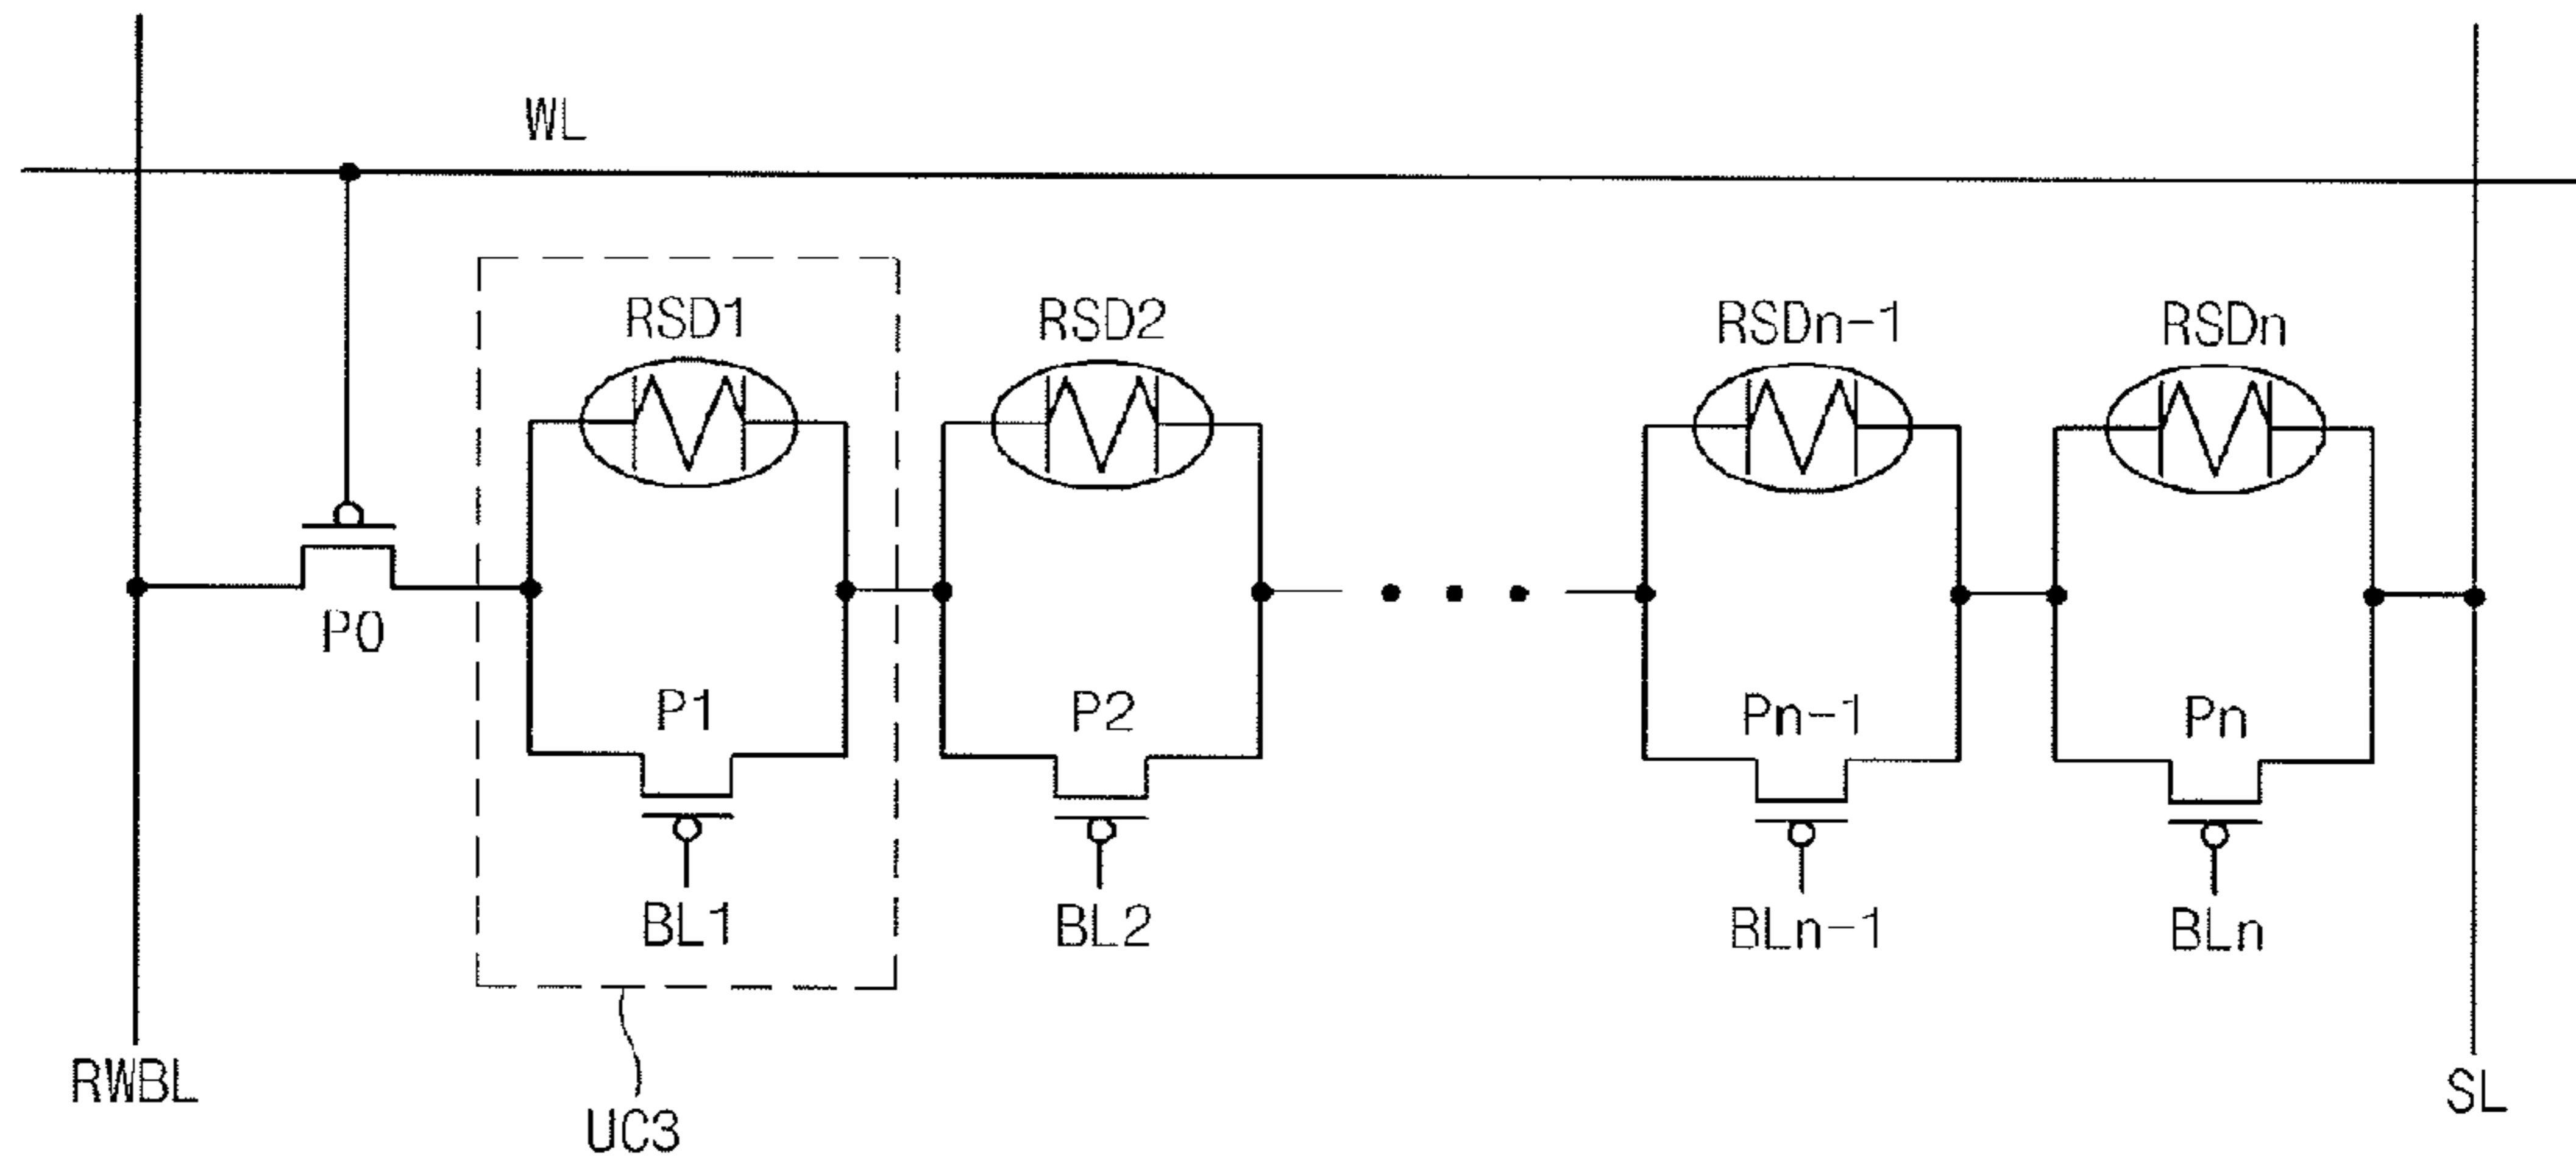 WL
RSD1
RSD2
RSDn-1
RSDn
P0
P1
P2
Pn-1
Pn
BL1
BL2
BLn-1
BLn
RWBL
SL
UC3